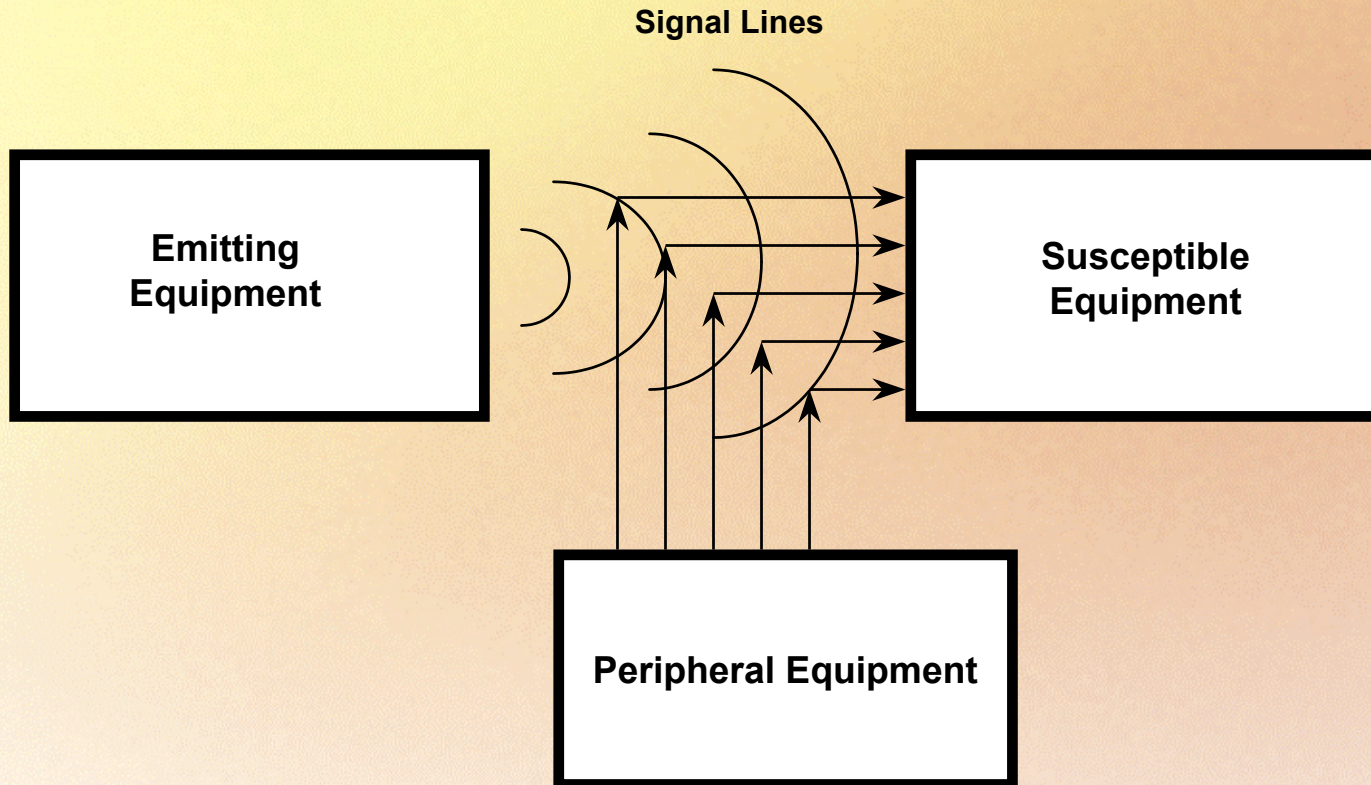 Signal Lines
Emitting
Equipment
Susceptible
Equipment
Peripheral Equipment